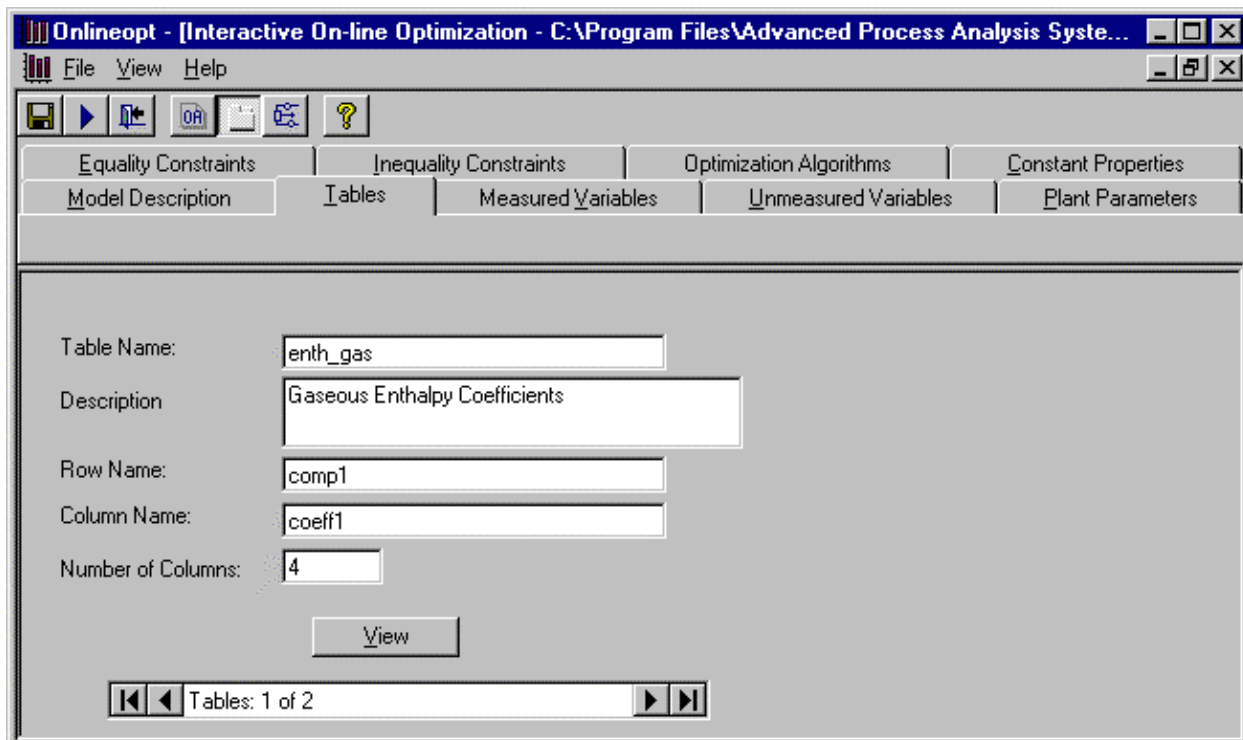 Onlineopt - [Interactive On-line Optimization - C:\Program Files\Advanced Process Analysis Syste...
File View Help
Equality Constraints Inequality Constraints Optimization Algorithms Constant Properties
Model Description Tables Measured Variables Unmeasured Variables Plant Parameters
Table Name: enth_gas
Description Gaseous Enthalpy Coefficients
Row Name: comp1
Column Name: coeff1
Number of Columns: 4
View
Tables: 1 of 2